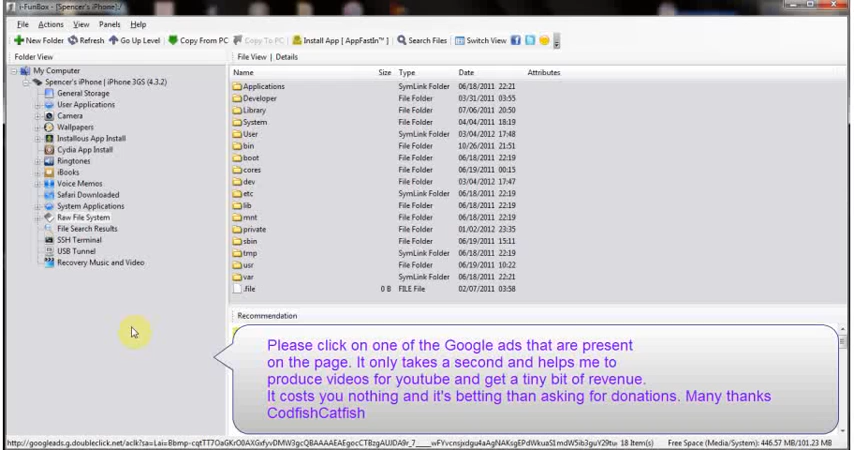 i-FunBox - [Spencer's iPhone]:/
File Actions View Panels Help
New Folder Refresh Go Up Level Copy From PC Copy To PC Install App [ AppFastIn™ ] Search Files Switch View
Folder View
File View | Details
My Computer
Spencer's iPhone ( iPhone 3GS (4.3.2)
General Storage
User Applications
Camera
Wallpapers
Installous App Install
Cydia App Install
Ringtones
iBooks
Voice Memos
Safari Downloaded
System Applications
Raw File System
File Search Results
SSH Terminal
USB Tunnel
Recovery Music and Video
Name Size Type Date Attributes
Applications SymLink Folder 06/18/2011 22:21
Developer File Folder 03/31/2011 03:55
Library File Folder 07/06/2011 20:50
System File Folder 04/04/2011 18:19
User SymLink Folder 03/04/2012 17:48
bin File Folder 10/26/2011 21:51
boot File Folder 06/18/2011 22:19
cores File Folder 06/19/2011 00:15
dev File Folder 03/04/2012 17:47
etc SymLink Folder 06/18/2011 22:19
lib File Folder 06/18/2011 22:19
mnt File Folder 06/18/2011 22:19
private File Folder 01/02/2012 23:35
sbin File Folder 06/19/2011 15:11
tmp SymLink Folder 06/18/2011 22:19
usr File Folder 06/19/2011 10:22
var SymLink Folder 06/18/2011 22:21
.file 0 B FILE File 02/07/2011 03:58
Recommendation
Please click on one of the Google ads that are present
on the page. It only takes a second and helps me to
produce videos for youtube and get a tiny bit of revenue.
It costs you nothing and it's betting than asking for donations. Many thanks
CodfishCatfish
18 Item(s) Free Space (Media/System): 446.57 MB/101.23 MB